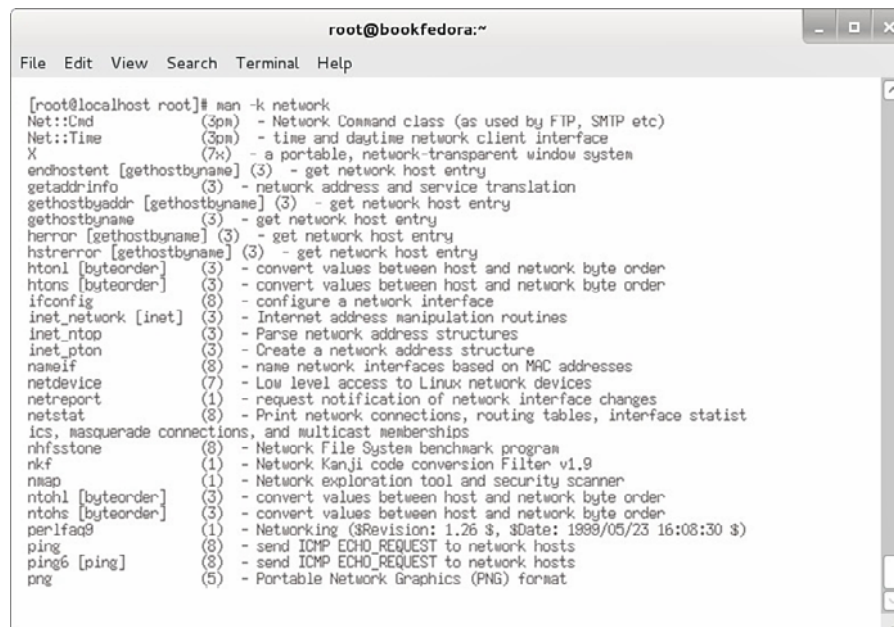 root@bookfedora:~
File Edit View Search Terminal Help
[root@localhost root]# man -k network
Net::Cmd (3pm) - Network Command class (as used by FTP, SMTP etc)
Net::Time (3pm) - time and daytime network client interface
X (7x) - a portable, network-transparent window system
endhostent [gethostbyname] (3) - get network host entry
getaddrinfo (3) - network address and service translation
gethostbyaddr [gethostbyname] (3) - get network host entry
gethostbyname (3) - get network host entry
herror [gethostbyname] (3) - get network host entry
hstrerror [gethostbyname] (3) - get network host entry
htonl [byteorder] (3) - convert values between host and network byte order
htons [byteorder] (3) - convert values between host and network byte order
ifconfig (8) - configure a network interface
inet_network [inet] (3) - Internet address manipulation routines
inet_ntop (3) - Parse network address structures
inet_pton (3) - Create a network address structure
nameif (8) - name network interfaces based on MAC addresses
netdevice (7) - Low level access to Linux network devices
netreport (1) - request notification of network interface changes
netstat (8) - Print network connections, routing tables, interface statist
ics, masquerade connections, and multicast memberships
nhfsstone (8) - Network File System benchmark program
nkf (1) - Network Kanji code conversion Filter v1.9
nmap (1) - Network exploration tool and security scanner
ntohl [byteorder] (3) - convert values between host and network byte order
ntohs [byteorder] (3) - convert values between host and network byte order
perlfaq9 (1) - Networking ($Revision: 1.26 $, $Date: 1999/05/23 16:08:30 $)
ping (8) - send ICMP ECHO_REQUEST to network hosts
ping6 [ping] (8) - send ICMP ECHO_REQUEST to network hosts
png (5) - Portable Network Graphics (PNG) format